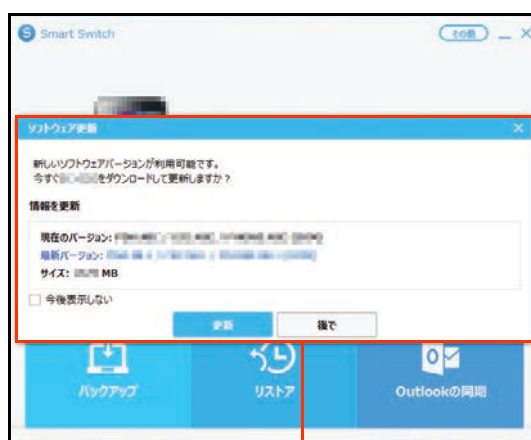 Smart Switch
その他
ソフトウェア更新
新しいソフトウェアバージョンが利用可能です。
今すぐをダウンロードして更新しますか？
情報を更新
現在のバージョン:
最新バージョン:
サイズ: MB
今後表示しない
更新 後で
バックアップ リストア Outlookの同期